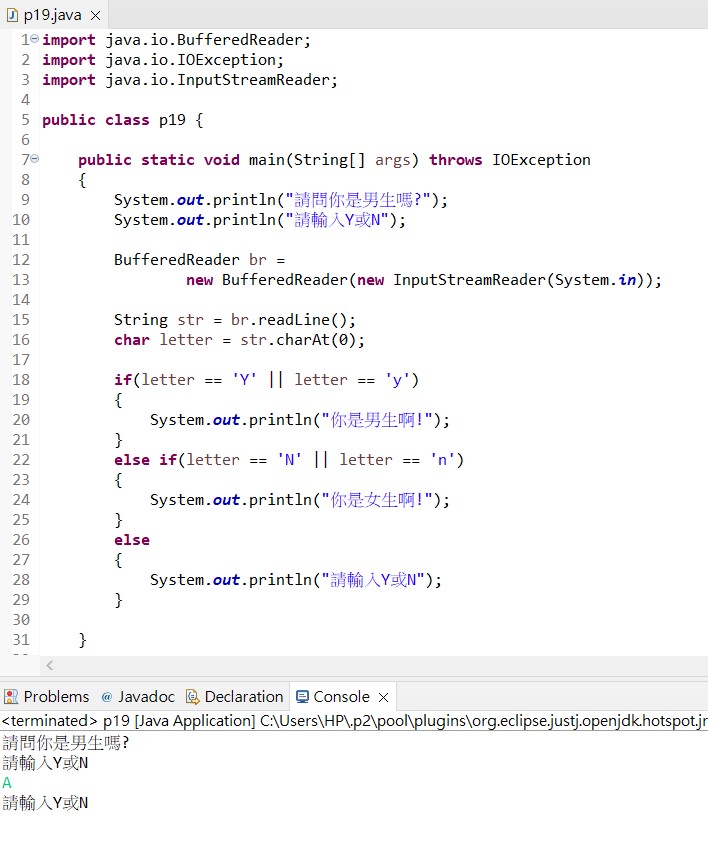 p19.java
1 import java.io.BufferedReader;
2 import java.io.IOException;
3 import java.io.InputStreamReader;
4
5 public class p19 {
6
7     public static void main(String[] args) throws IOException
8     {
9         System.out.println("請問你是男生嗎?");
10         System.out.println("請輸入Y或N");
11
12         BufferedReader br =
13                 new BufferedReader(new InputStreamReader(System.in));
14
15         String str = br.readLine();
16         char letter = str.charAt(0);
17
18         if(letter == 'Y' || letter == 'y')
19         {
20             System.out.println("你是男生啊!");
21         }
22         else if(letter == 'N' || letter == 'n')
23         {
24             System.out.println("你是女生啊!");
25         }
26         else
27         {
28             System.out.println("請輸入Y或N");
29         }
30
31     }
Problems @ Javadoc Declaration Console
<terminated> p19 [Java Application] C:\Users\HP\.p2\pool\plugins\org.eclipse.justj.openjdk.hotspot.jr
請問你是男生嗎?
請輸入Y或N
A
請輸入Y或N